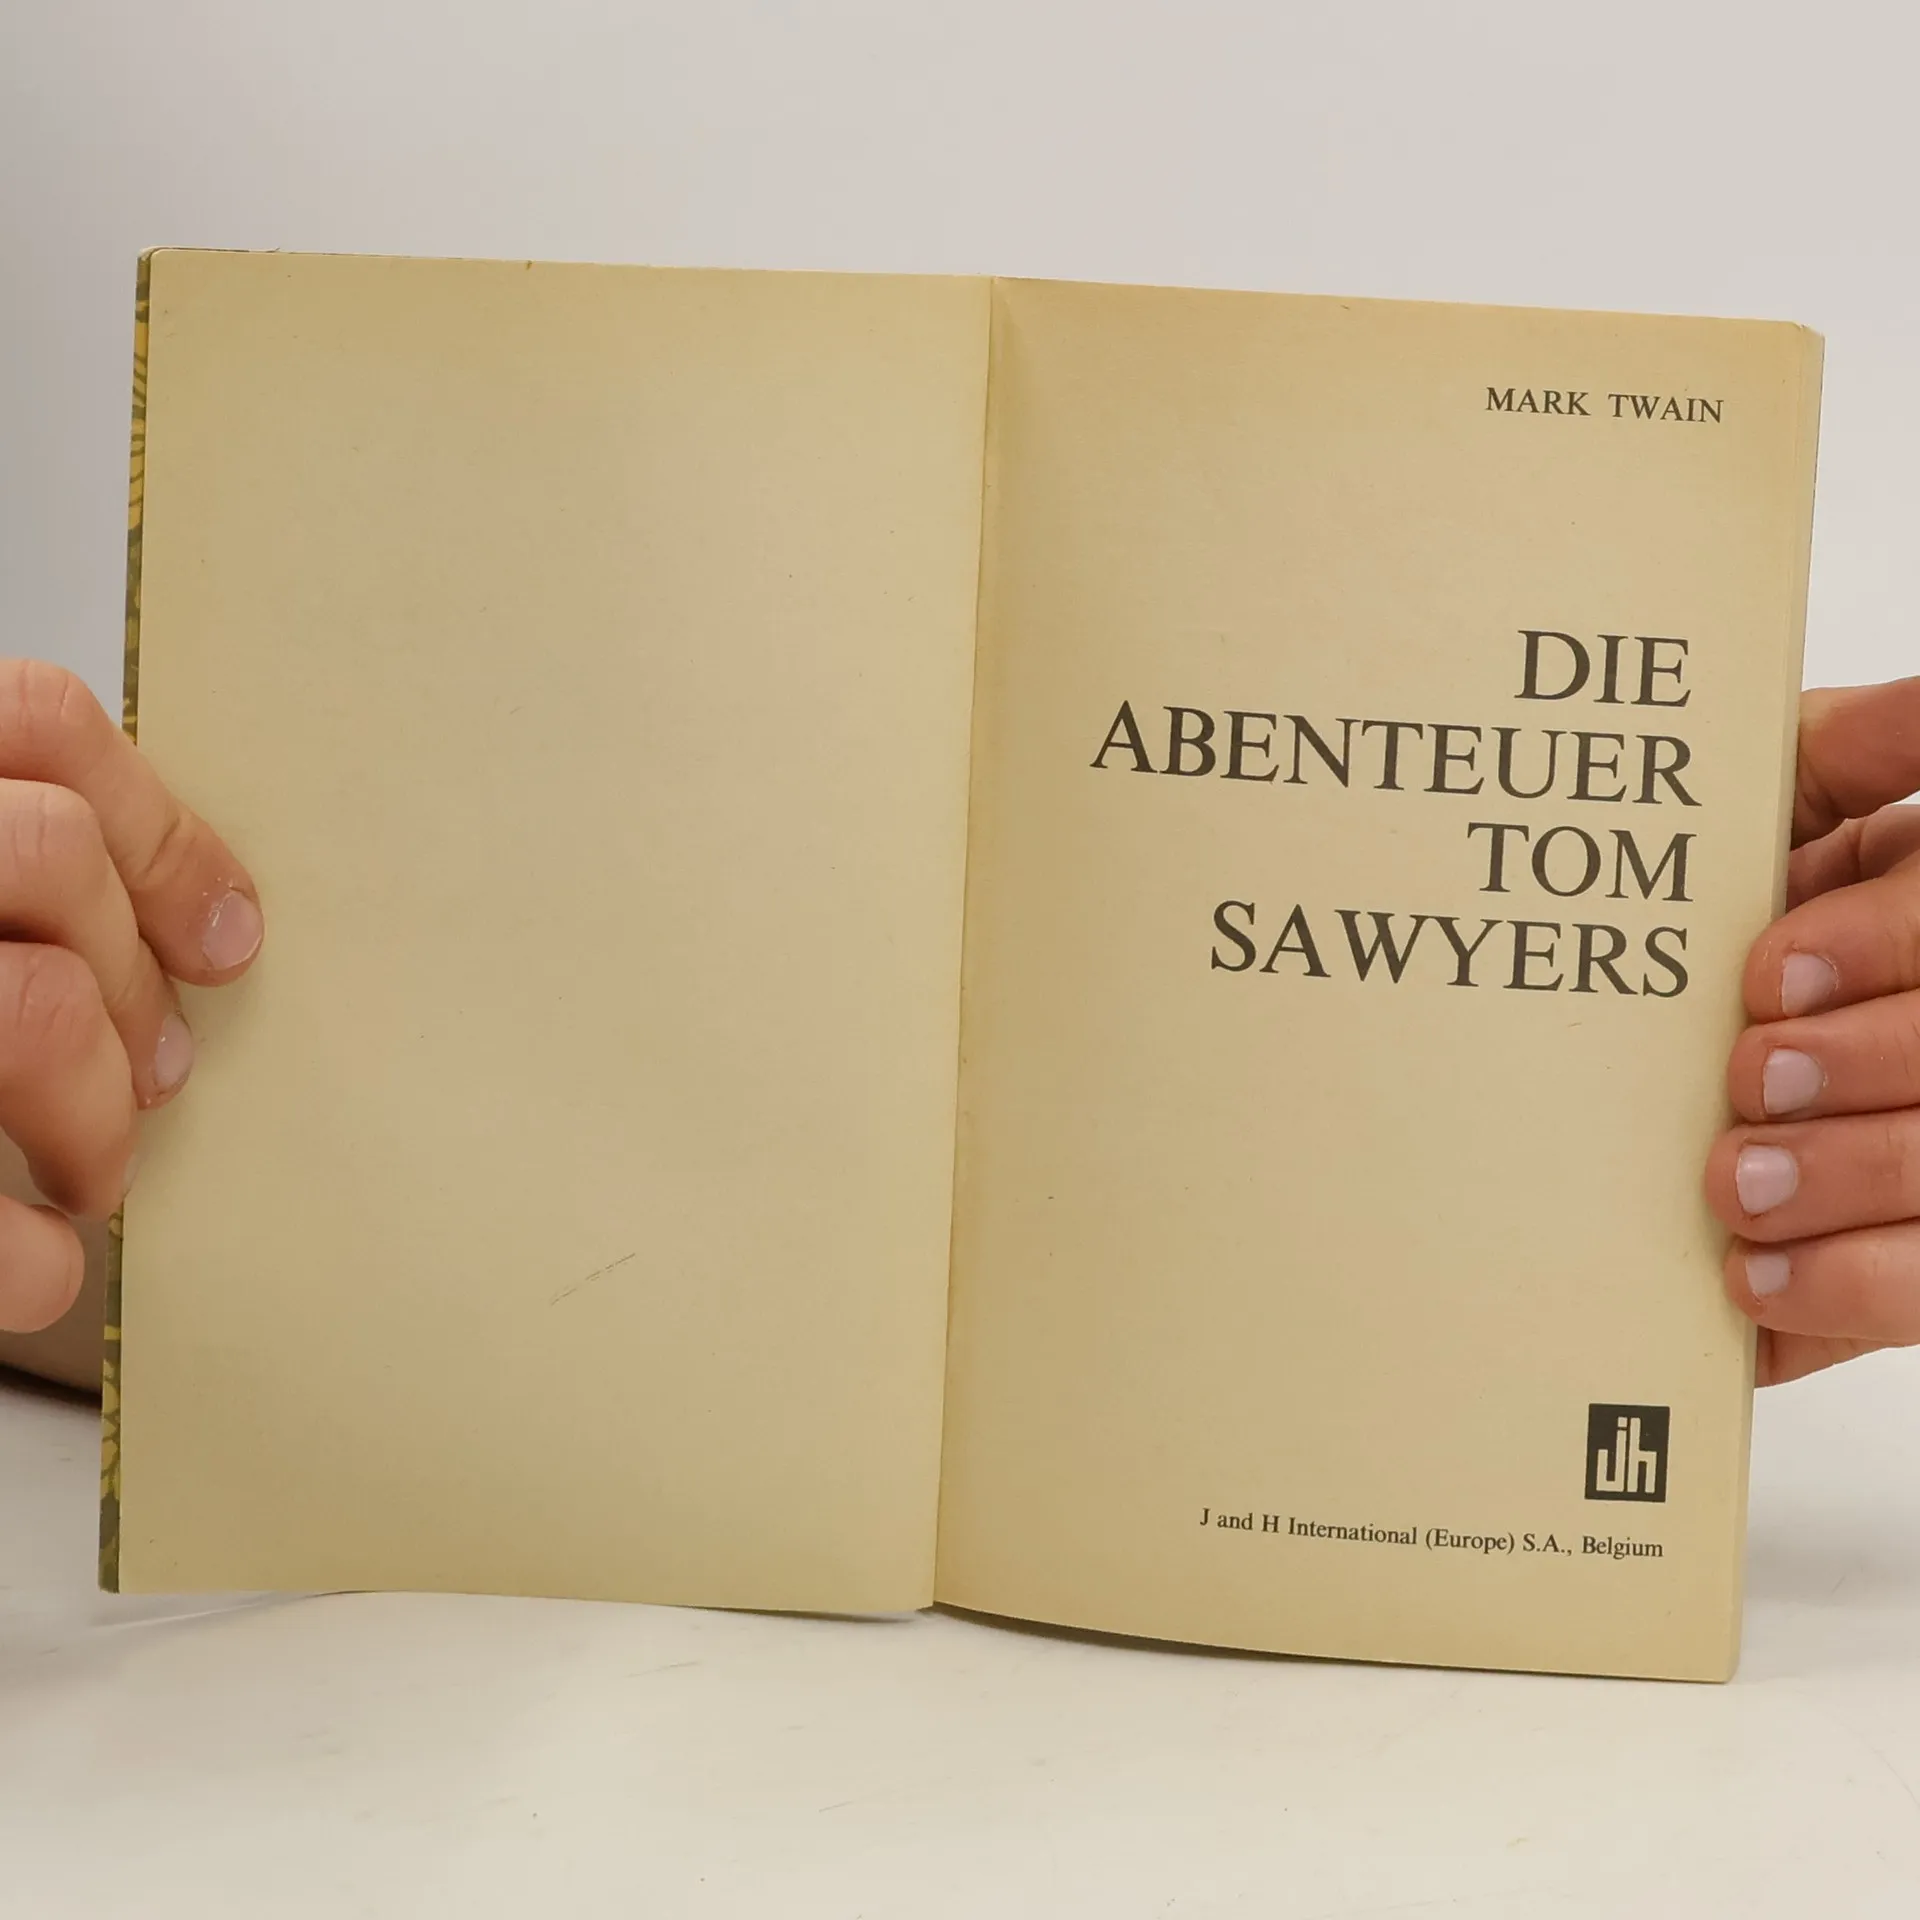 MARK TWAIN
DIE
ABENTEUER
TOM
SAWYERS
jh
J and H International (Europe) S.A., Belgium